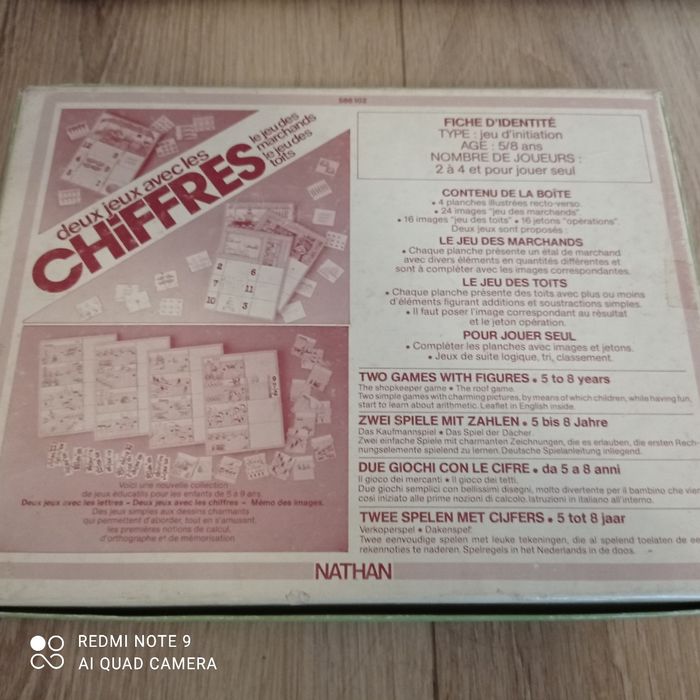 586 102
deux jeux avec les
CHIFFRES
le jeu des
marchands
le jeu des
toits
FICHE D'IDENTITÉ
TYPE : jeu d'initiation
AGE : 5/8 ans
NOMBRE DE JOUEURS :
2 à 4 et pour jouer seul
CONTENU DE LA BOÎTE
• 4 planches illustrées recto-verso.
• 24 images "jeu des marchands"
• 16 images "jeu des toits" • 16 jetons "opérations".
Deux jeux sont proposés :
LE JEU DES MARCHANDS
• Chaque planche présente un étal de marchand
avec divers éléments en quantités différentes et
sont à compléter avec les images correspondantes.
LE JEU DES TOITS
• Chaque planche présente des toits avec plus ou moins
d'éléments figurant additions et soustractions simples.
• Il faut poser l'image correspondant au résultat
et le jeton opération.
POUR JOUER SEUL
• Compléter les planches avec images et jetons.
• Jeux de suite logique, tri, classement.
TWO GAMES WITH FIGURES • 5 to 8 years
The shopkeeper game • The roof game.
Two simple games with charming pictures, by means of which children, while having fun,
start to learn about arithmetic. Leaflet in English inside.
ZWEI SPIELE MIT ZAHLEN • 5 bis 8 Jahre
Das Kaufmannspiel • Das Spiel der Dächer.
Zwei einfache Spiele mit charmanten Zeichnungen, die es erlauben, die ersten Rech-
nungselemente spielend zu lernen. Deutsche Spielanleitung inliegend.
DUE GIOCHI CON LE CIFRE • da 5 a 8 anni
Il gioco dei mercanti • Il gioco dei tetti.
Due giochi semplici con bellissimi disegni, molto divertente per il bambino che vien
cosi iniziato alle prime nozioni di calcolo. Istruzioni in italiano all'interno.
TWEE SPELEN MET CIJFERS • 5 tot 8 jaar
Verkoperspel • Dakenspel.
Twee eenvoudige spelen met leuke tekeningen, die al spelend toelaten de ee
rekennoties te naderen. Spelregels in het Nederlands in de doos.
2 6
7 11
10 3
Voici une nouvelle collection
de jeux éducatifs pour les enfants de 5 à 9 ans.
Deux jeux avec les lettres - Deux jeux avec les chiffres - Mémo des images.
Des jeux simples aux dessins charmants
qui permettent d'aborder, tout en s'amusant,
les premières notions de calcul,
d'orthographe et de mémorisation.
NATHAN
REDMI NOTE 9
AI QUAD CAMERA